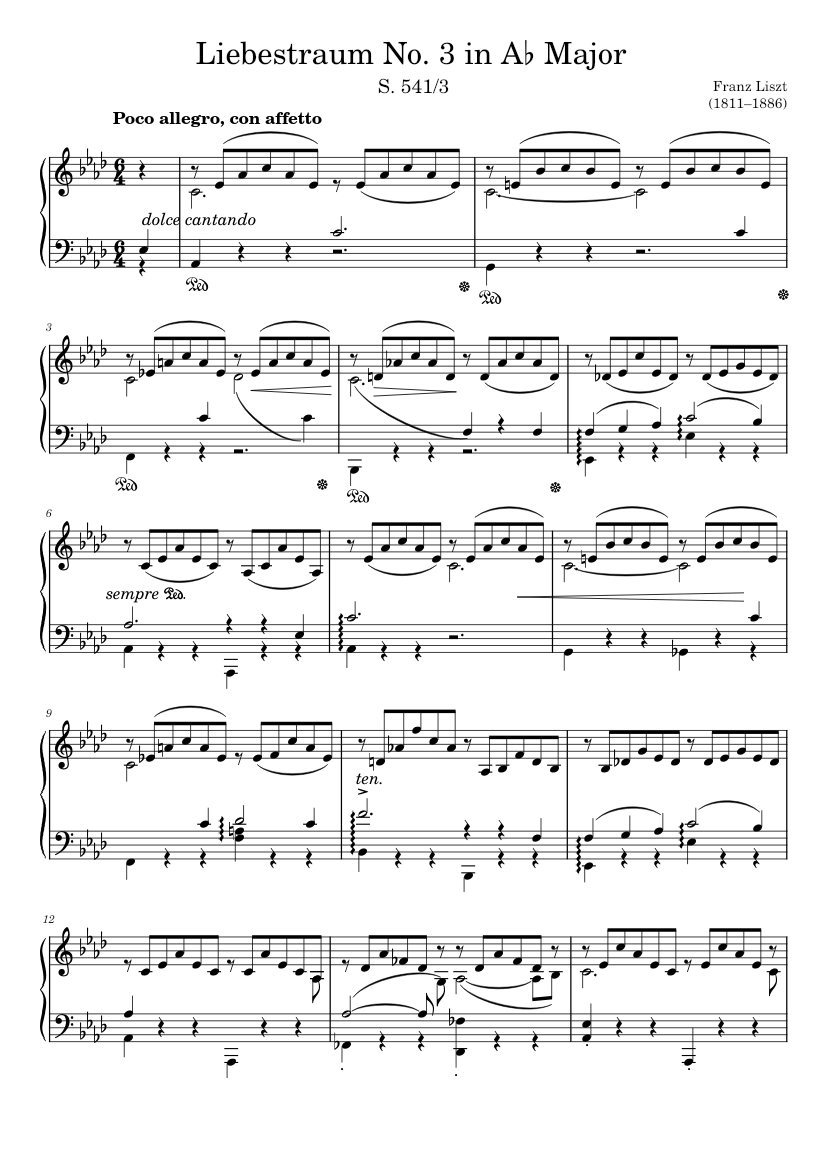 Liebestraum No. 3 in A♭ Major
S. 541/3
Franz Liszt
(1811–1886)
Poco allegro, con affetto
dolce cantando
3
6
sempre 𝆮.
9
ten.
12